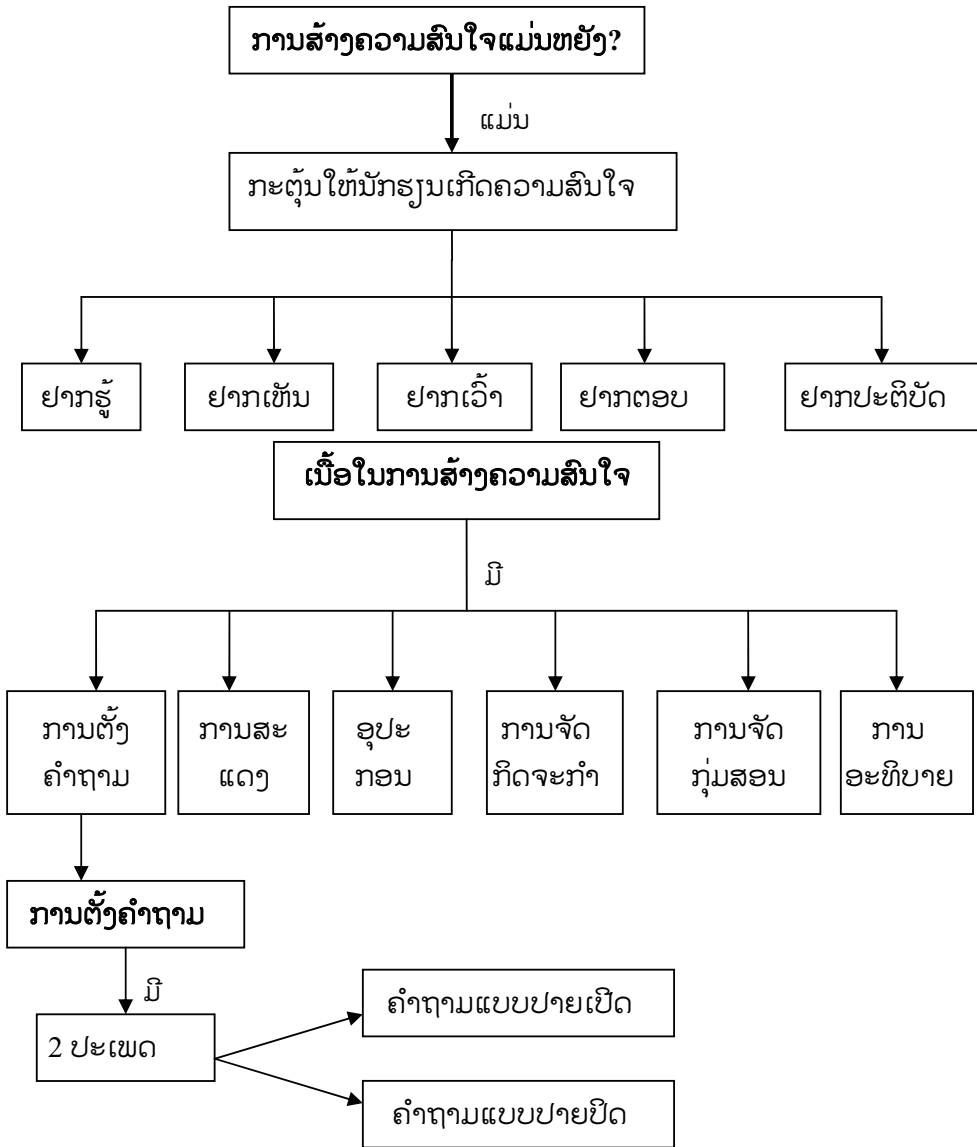 ການສ້າງຄວາມສົນໃຈແມ່ນຫຍັງ?
ແມ່ນ
ກະຕຸ້ນໃຫ້ນັກຮຽນເກີດຄວາມສົນໃຈ
ຢາກຮູ້
ຢາກເຫັນ
ຢາກເວົ້າ
ຢາກຕອບ
ຢາກປະຕິບັດ
ເນື້ອໃນການສ້າງຄວາມສົນໃຈ
ມີ
ການຕັ້ງ
ຄຳຖາມ
ການສະ
ແດງ
ອຸປະ
ກອນ
ການຈັດ
ກິດຈະກຳ
ການຈັດ
ກຸ່ມສອນ
ການ
ອະທິບາຍ
ການຕັ້ງຄຳຖາມ
ມີ
2 ປະເພດ
ຄຳຖາມແບບປາຍເປີດ
ຄຳຖາມແບບປາຍປິດ